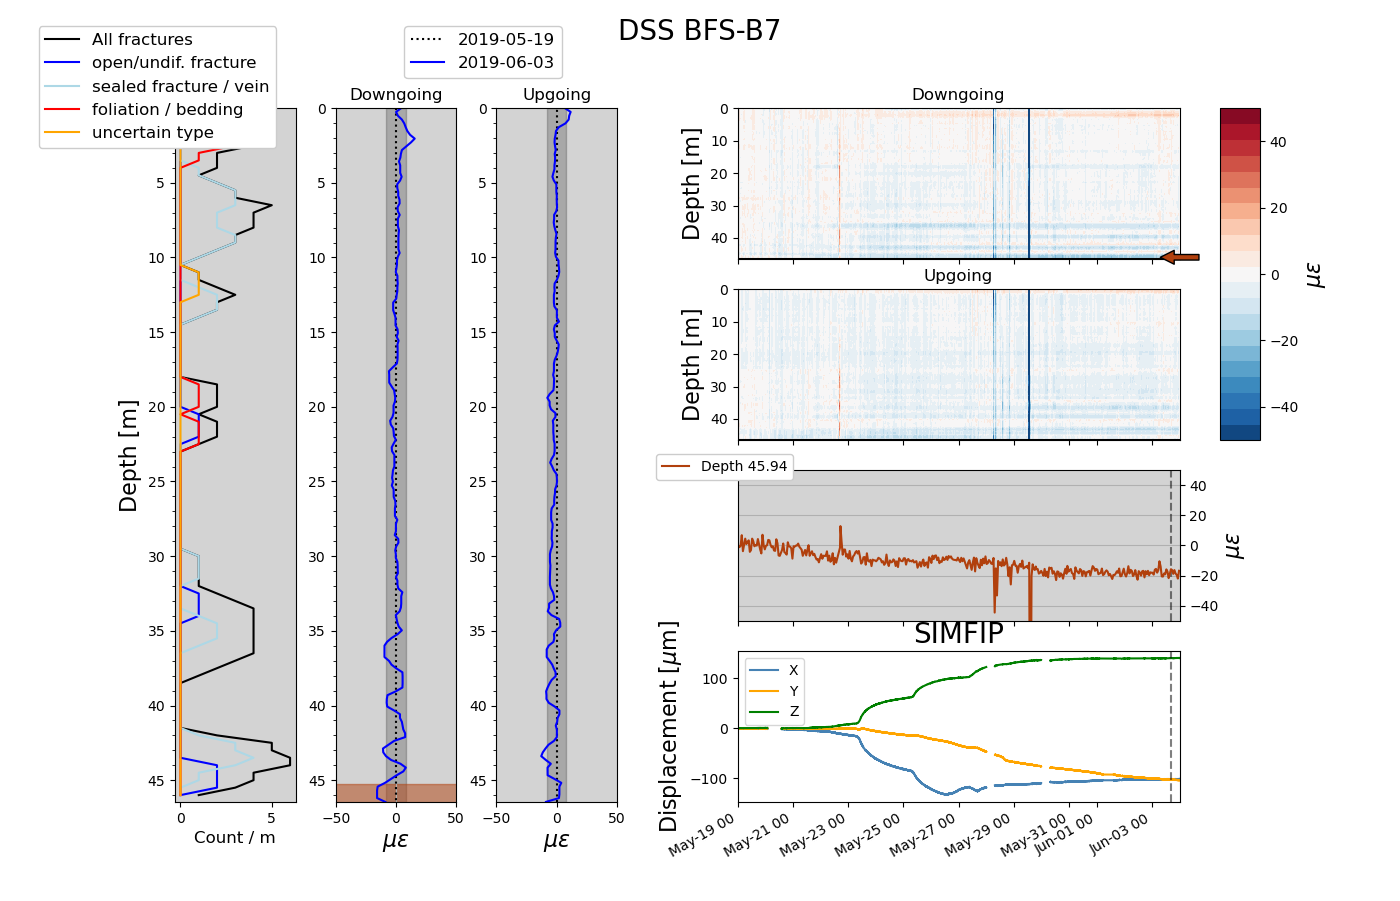 DSS BFS-B7
All fractures
open/undif. fracture
sealed fracture / vein
foliation / bedding
uncertain type
2019-05-19
2019-06-03
Downgoing
Upgoing
Downgoing
0
5
10
15
20
25
30
35
40
45
Depth [m]
0
5
Count / m
0
5
10
15
20
25
30
35
40
45
−50
0
50
με
0
5
10
15
20
25
30
35
40
45
−50
0
50
με
0
10
20
30
40
Depth [m]
Upgoing
0
10
20
30
40
Depth [m]
40
20
0
−20
−40
με
Depth 45.94
40
20
0
−20
−40
με
SIMFIP
X
Y
Z
100
0
−100
Displacement [μm]
May-19 00
May-21 00
May-23 00
May-25 00
May-27 00
May-29 00
May-31 00
Jun-01 00
Jun-03 00